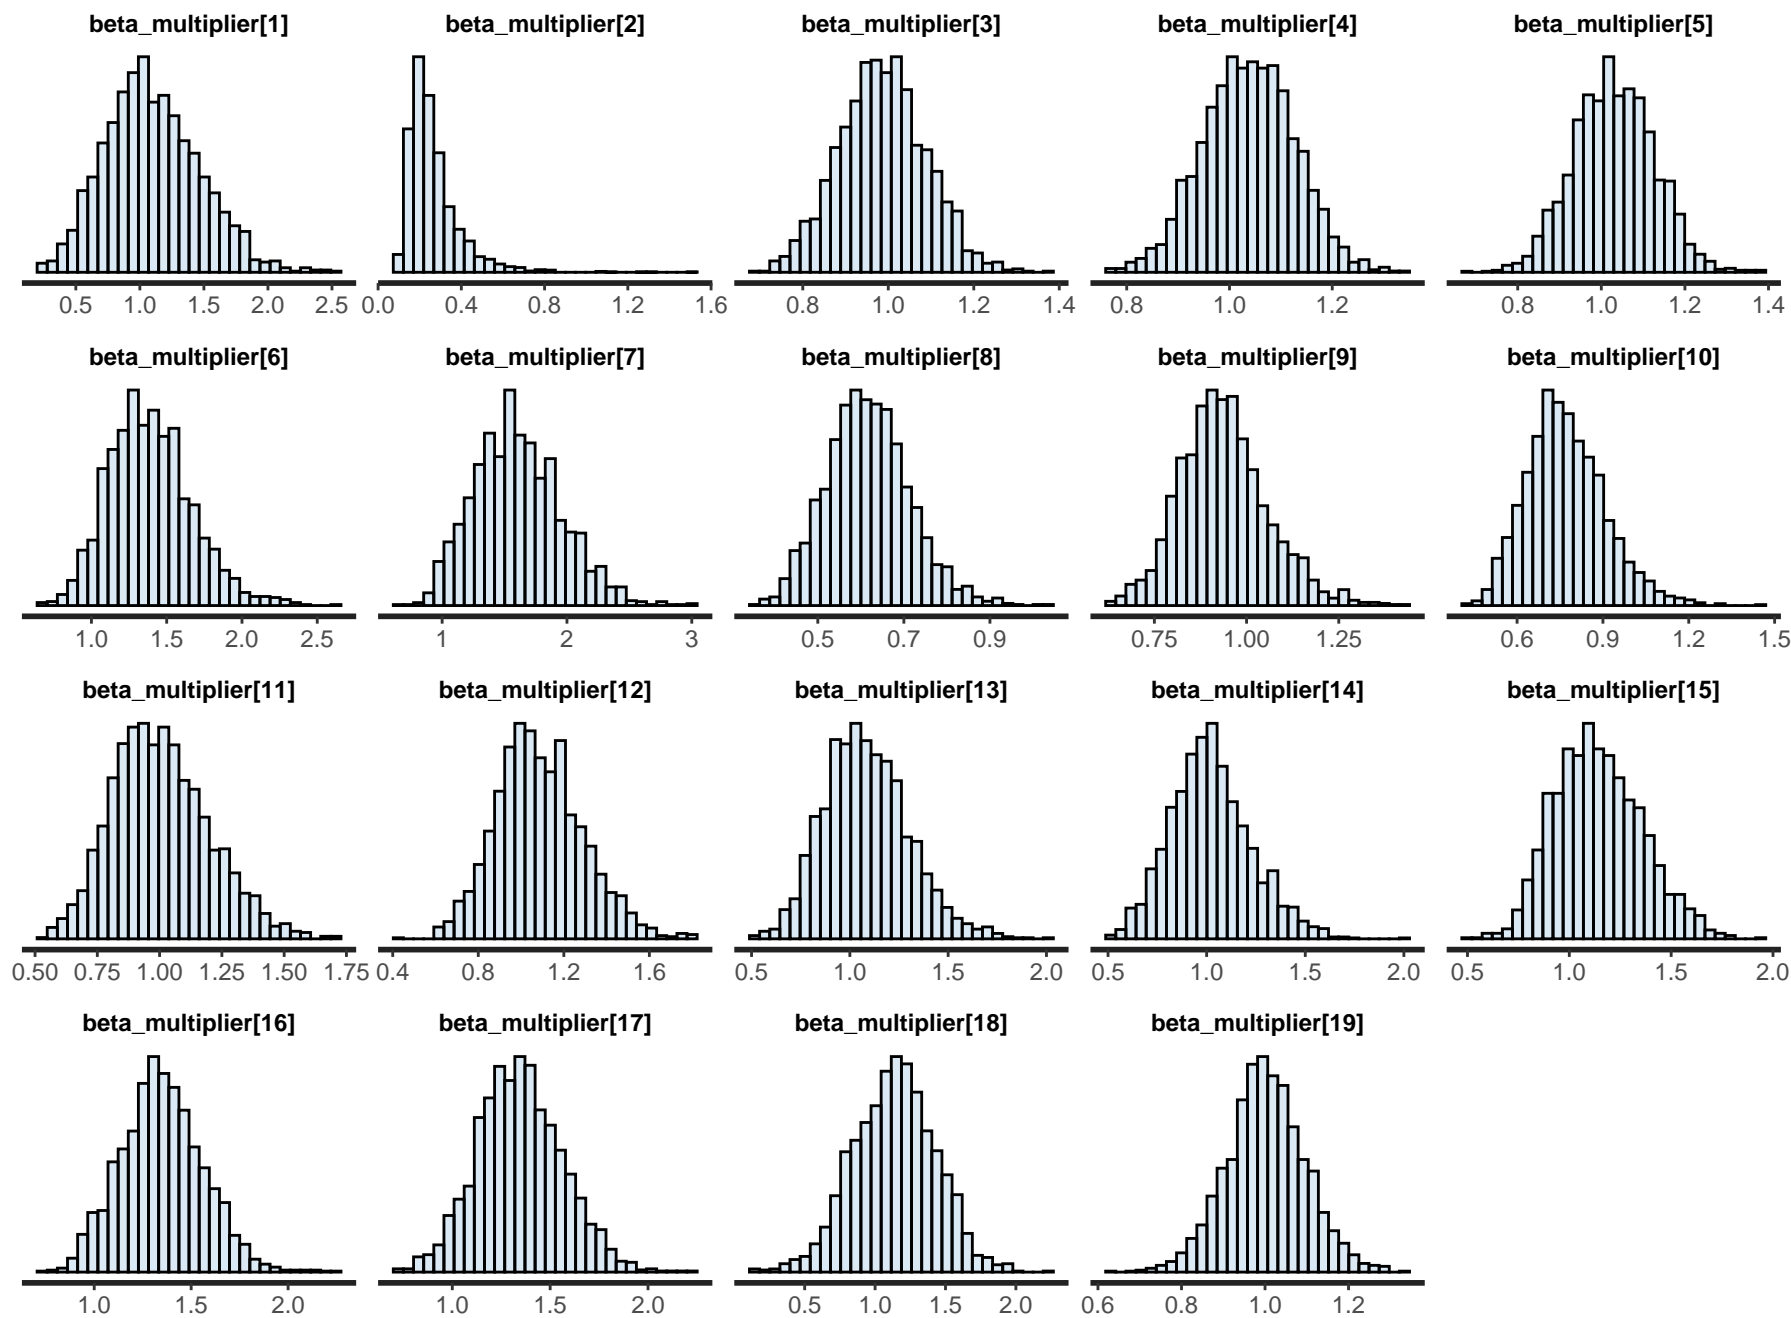 beta_multiplier[1] beta_multiplier[2] beta_multiplier[3] beta_multiplier[4] beta_multiplier[5]
0.5 1.0 1.5 2.0 2.5 0.0 0.4 0.8 1.2 1.6 0.8 1.0 1.2 1.4 0.8 1.0 1.2 0.8 1.0 1.2 1.4
beta_multiplier[6] beta_multiplier[7] beta_multiplier[8] beta_multiplier[9] beta_multiplier[10]
1.0 1.5 2.0 2.5 1 2 3 0.5 0.7 0.9 0.75 1.00 1.25 0.6 0.9 1.2 1.5
beta_multiplier[11] beta_multiplier[12] beta_multiplier[13] beta_multiplier[14] beta_multiplier[15]
0.50 0.75 1.00 1.25 1.50 1.75 0.4 0.8 1.2 1.6 0.5 1.0 1.5 2.0 0.5 1.0 1.5 2.0 0.5 1.0 1.5 2.0
beta_multiplier[16] beta_multiplier[17] beta_multiplier[18] beta_multiplier[19]
1.0 1.5 2.0 1.0 1.5 2.0 0.5 1.0 1.5 2.0 0.6 0.8 1.0 1.2